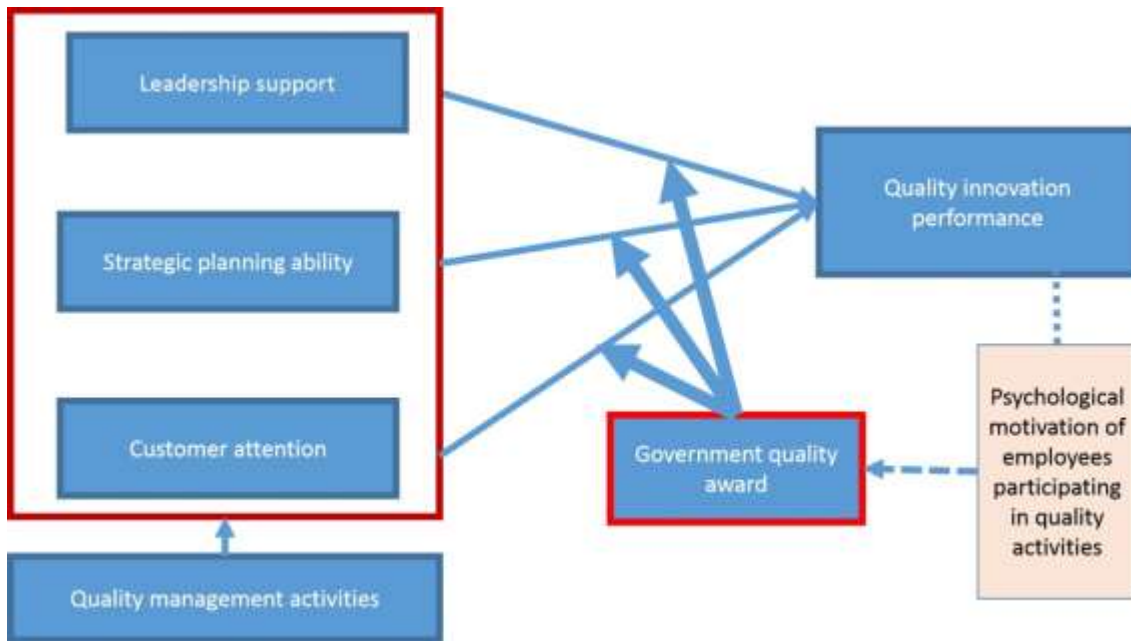 Leadership support
Strategic planning ability
Customer attention
Quality management activities
Quality innovation
performance
Government quality
award
Psychological
motivation of
employees
participating
in quality
activities